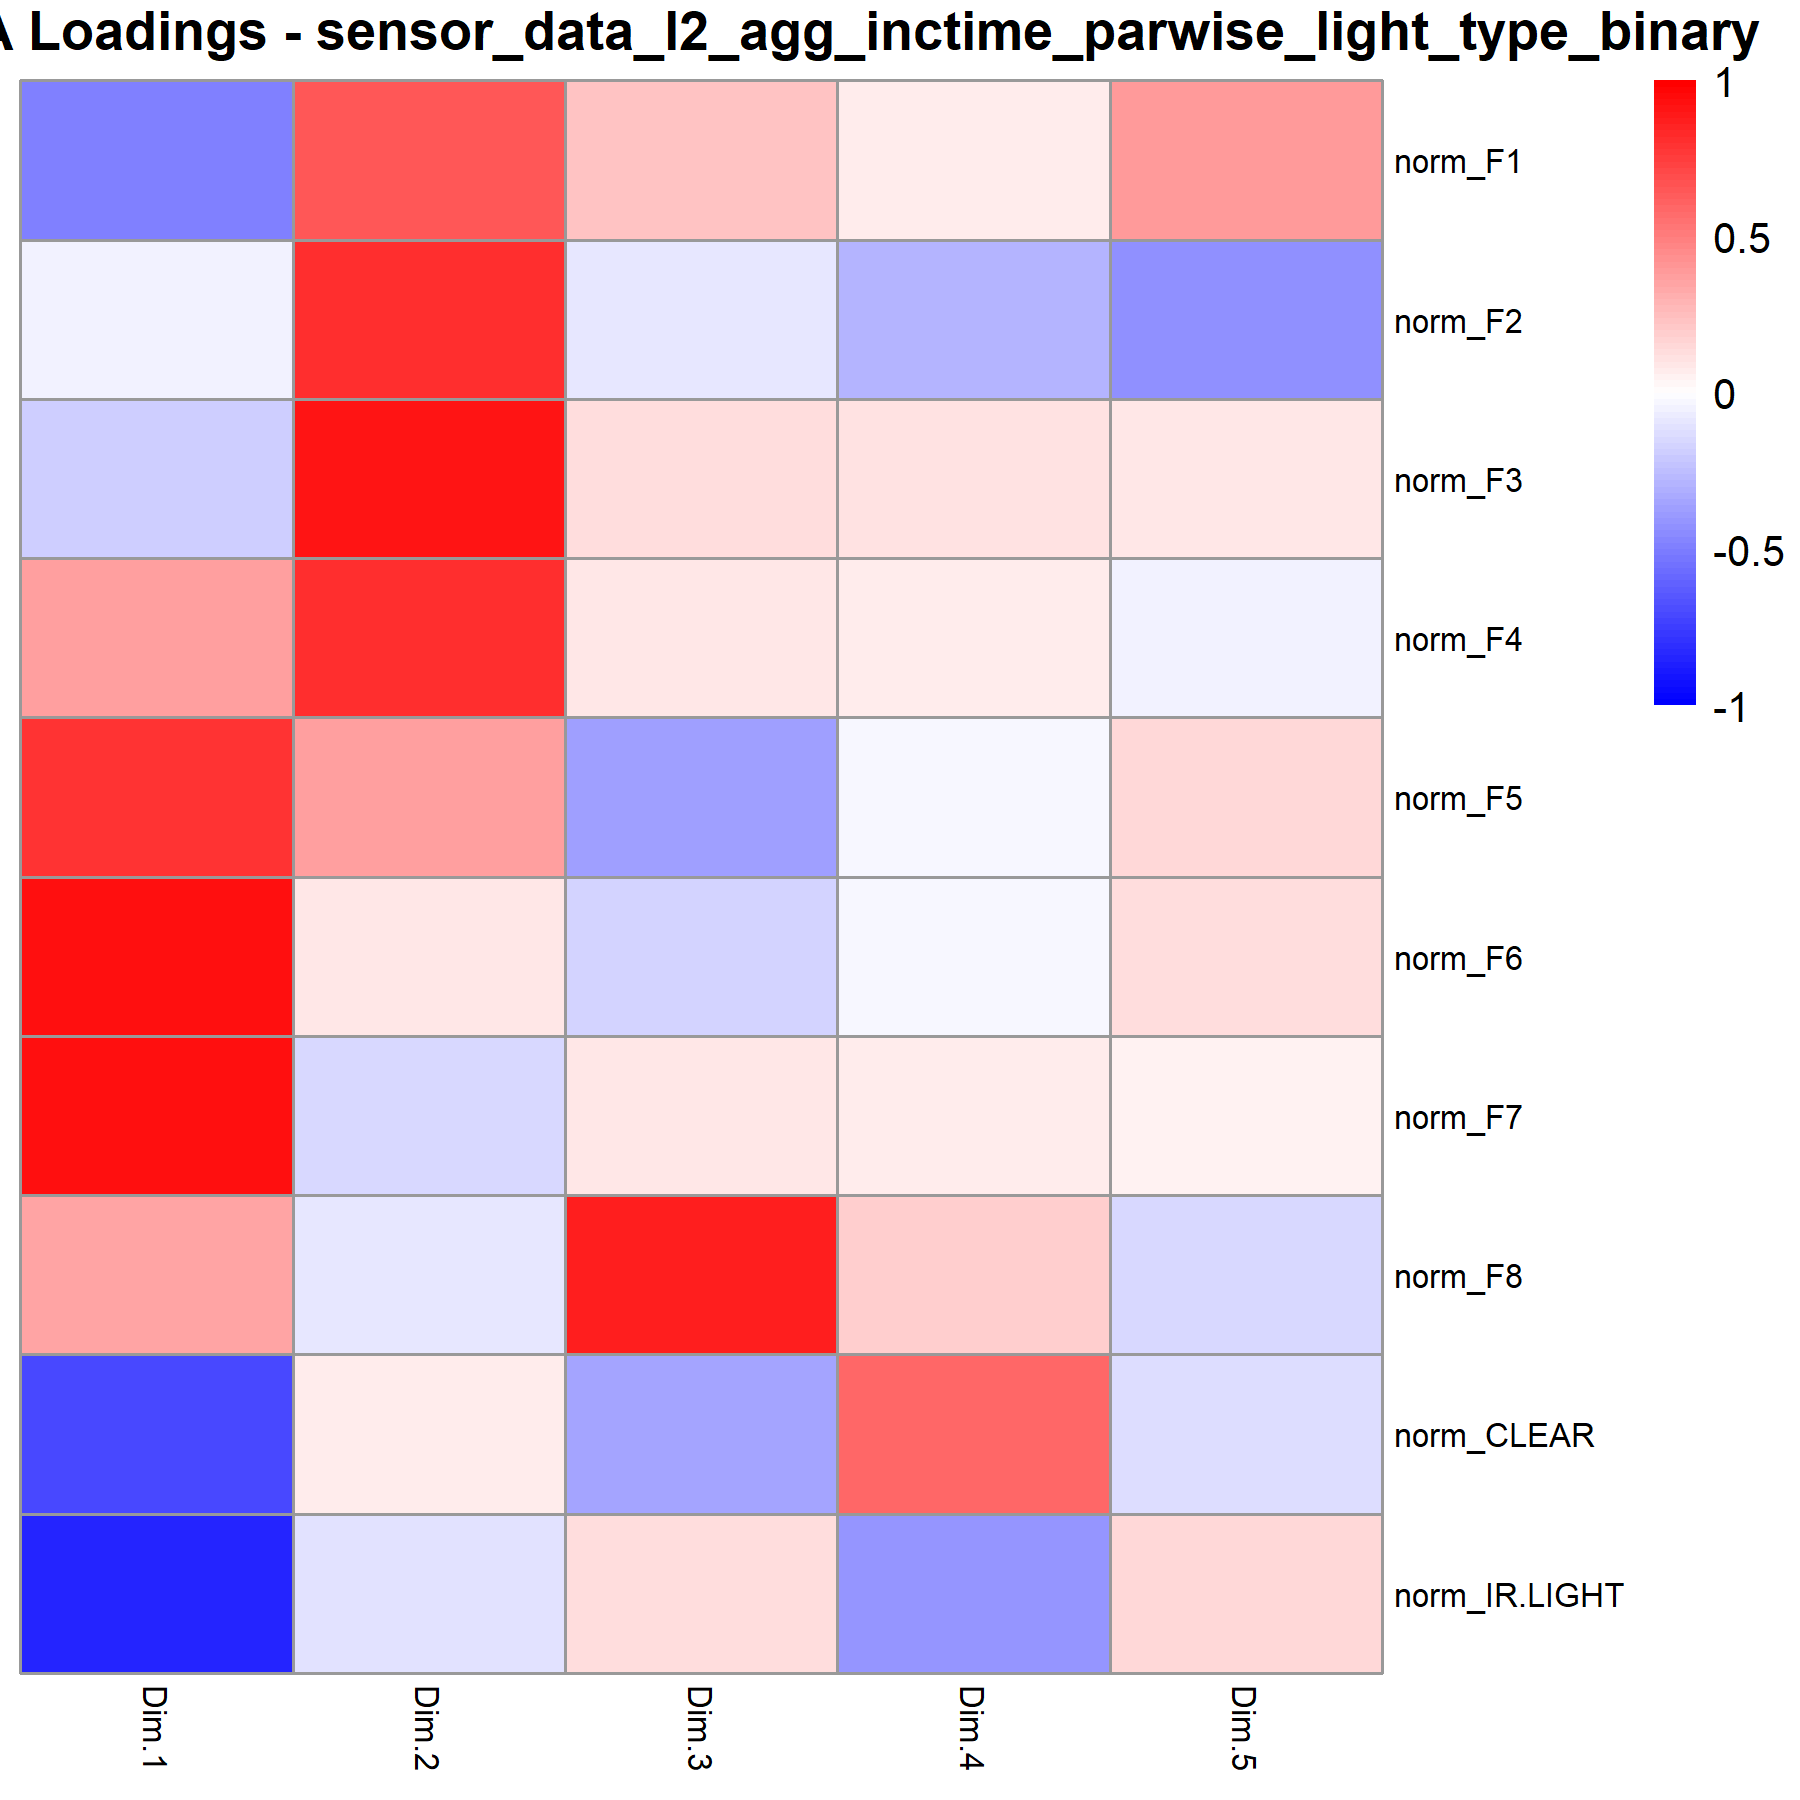 A Loadings - sensor_data_l2_agg_inctime_parwise_light_type_binary
1
0.5
0
-0.5
-1
norm_F1
norm_F2
norm_F3
norm_F4
norm_F5
norm_F6
norm_F7
norm_F8
norm_CLEAR
norm_IR.LIGHT
Dim.1
Dim.2
Dim.3
Dim.4
Dim.5